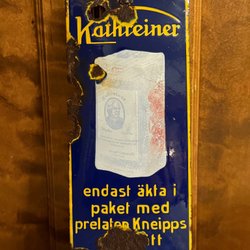 Kathreiner
endast äkta i
paket med
prelaten Kneipps